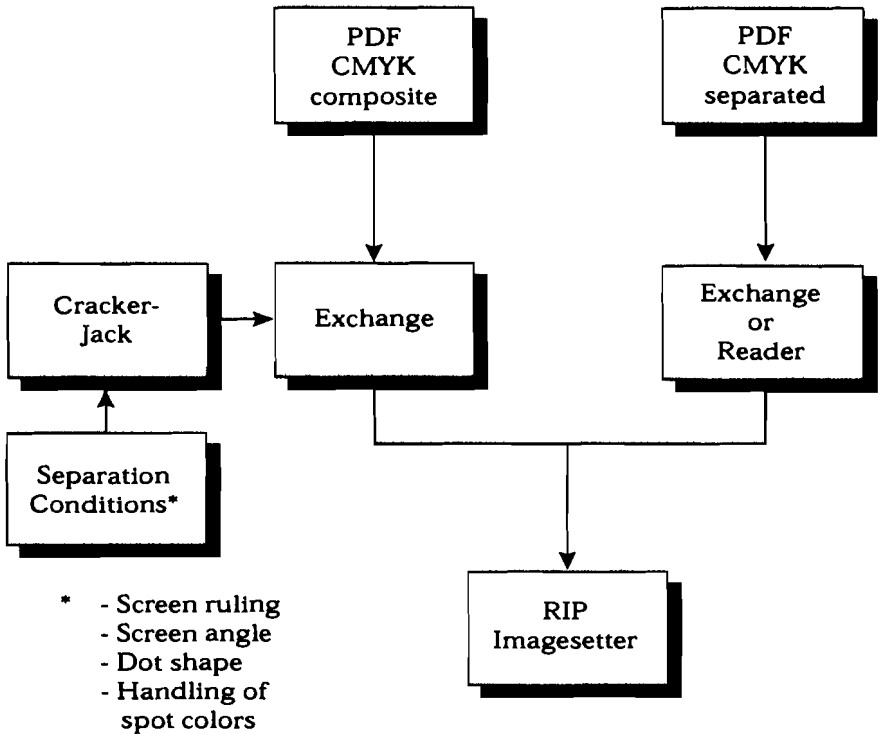 PDF
CMYK
composite
PDF
CMYK
separated
Cracker-
Jack
Exchange
Exchange
or
Reader
Separation
Conditions*
* - Screen ruling
- Screen angle
- Dot shape
- Handling of
spot colors
RIP
Imagesetter